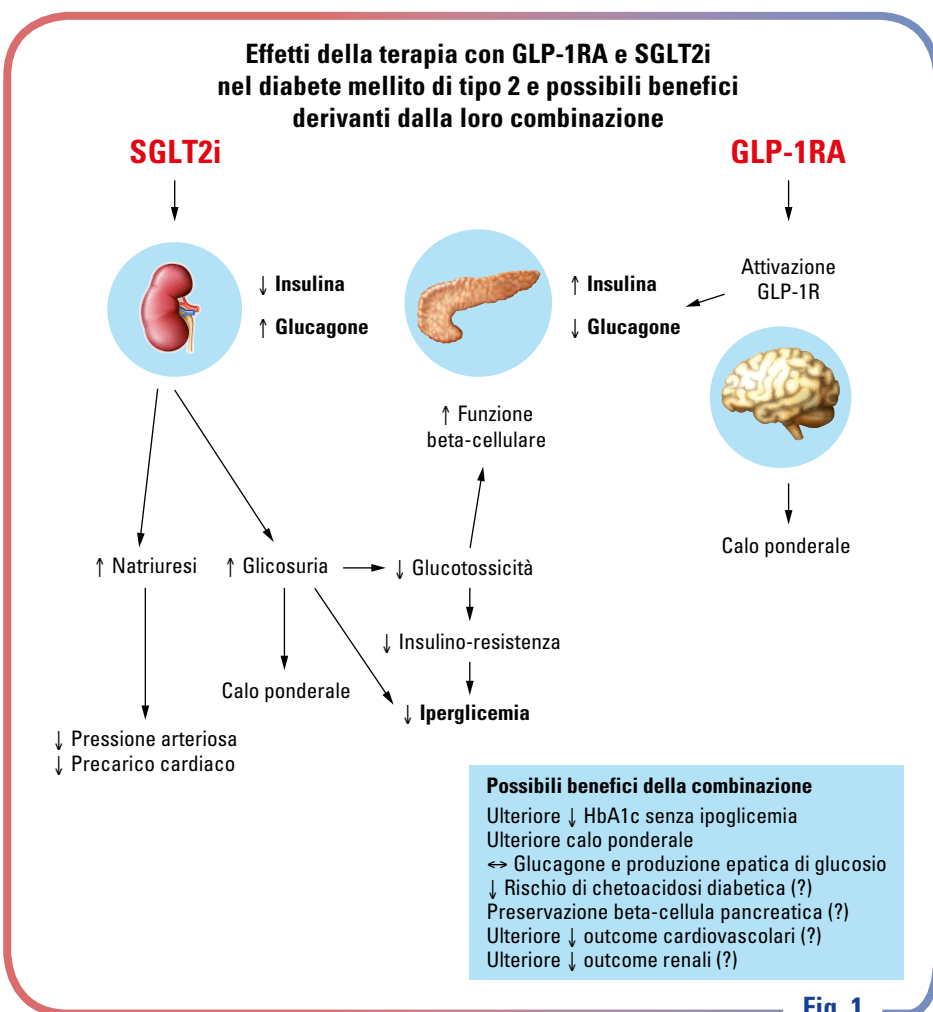 Effetti della terapia con GLP-1RA e SGLT2i
nel diabete mellito di tipo 2 e possibili benefici
derivanti dalla loro combinazione
SGLT2i
GLP-1RA
↓ Insulina
↑ Glucagone
↑ Insulina
↓ Glucagone
Attivazione
GLP-1R
↑ Funzione
beta-cellulare
Calo ponderale
↑ Natriuresi
↑ Glicosuria
↓ Glucotossicità
↓ Insulino-resistenza
Calo ponderale
↓ Iperglicemia
↓ Pressione arteriosa
↓ Precarico cardiaco
Possibili benefici della combinazione
Ulteriore ↓ HbA1c senza ipoglicemia
Ulteriore calo ponderale
↔ Glucagone e produzione epatica di glucosio
↓ Rischio di chetoacidosi diabetica (?)
Preservazione beta-cellula pancreatica (?)
Ulteriore ↓ outcome cardiovascolari (?)
Ulteriore ↓ outcome renali (?)
Fig. 1